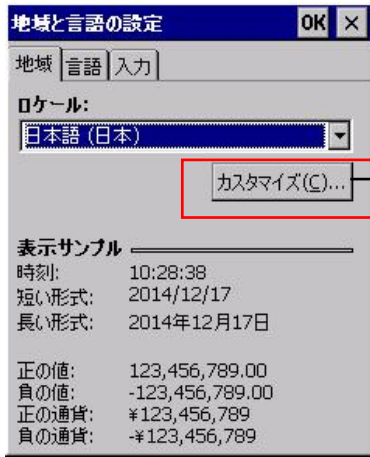 地域と言語の設定 OK ×
地域 言語 入力
ロケール:
日本語 (日本)
カスタマイズ(C)...
表示サンプル
時刻: 10:28:38
短い形式: 2014/12/17
長い形式: 2014年12月17日
正の値: 123,456,789.00
負の値: -123,456,789.00
正の通貨: ¥123,456,789
負の通貨: -¥123,456,789